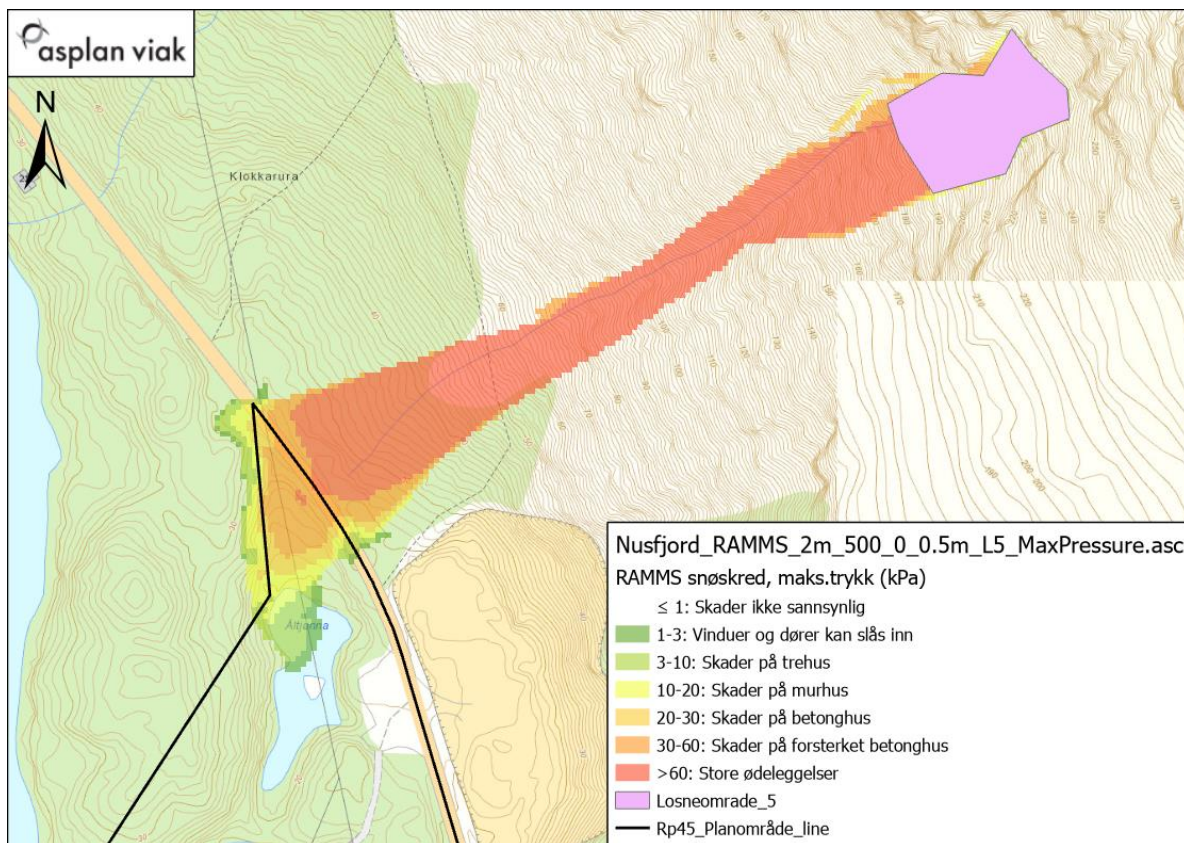 asplan viak
N
Klokkarura
Åltjønna
Nusfjord_RAMMS_2m_500_0_0.5m_L5_MaxPressure.asc
RAMMS snøskred, maks.trykk (kPa)
≤ 1: Skader ikke sannsynlig
1-3: Vinduer og dører kan slås inn
3-10: Skader på trehus
10-20: Skader på murhus
20-30: Skader på betonghus
30-60: Skader på forsterket betonghus
>60: Store ødeleggelser
Losneomrade_5
Rp45_Planområde_line